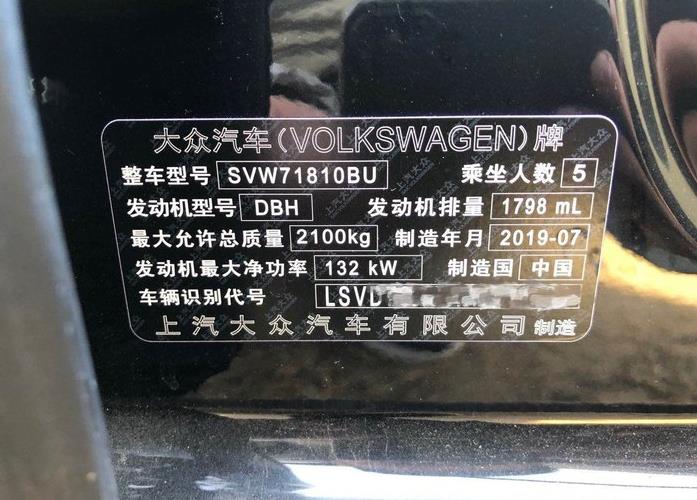 大众汽车(VOLKSWAGEN)牌
整车型号 SVW71810BU 乘坐人数 5
发动机型号 DBH 发动机排量 1798 mL
最大允许总质量 2100kg 制造年月 2019-07
发动机最大净功率 132 kW 制造国 中国
车辆识别代号 LSVD
上汽大众汽车有限公司 制造